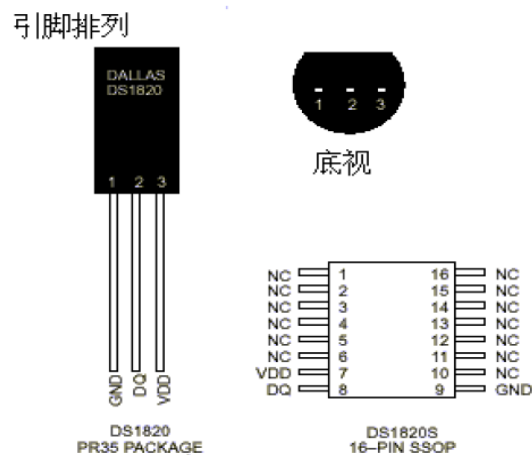 引脚排列
DALLAS
DS1820
1 2 3
GND
DQ
VDD
DS1820
PR35 PACKAGE
1 2 3
底视
NC 1 16 NC
NC 2 15 NC
NC 3 14 NC
NC 4 13 NC
NC 5 12 NC
NC 6 11 NC
VDD 7 10 NC
DQ 8 9 GND
DS1820S
16–PIN SSOP